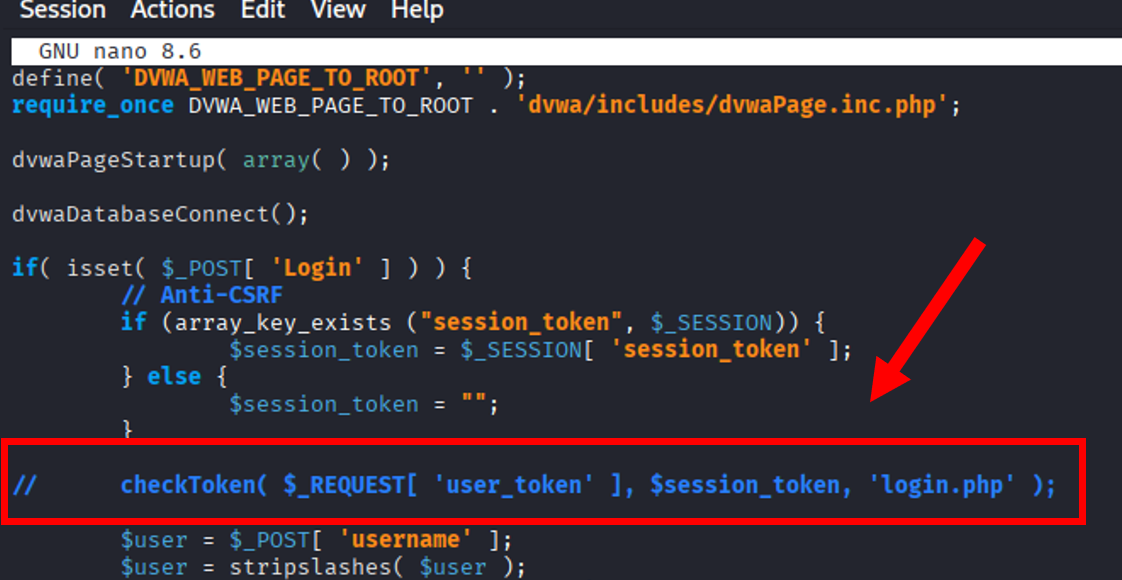 Session Actions Edit View Help
GNU nano 8.6
define( 'DVWA_WEB_PAGE_TO_ROOT', '' );
require_once DVWA_WEB_PAGE_TO_ROOT . 'dvwa/includes/dvwaPage.inc.php';
dvwaPageStartup( array( ) );
dvwaDatabaseConnect();
if( isset( $_POST[ 'Login' ] ) ) {
// Anti-CSRF
if (array_key_exists ("session_token", $_SESSION)) {
$session_token = $_SESSION[ 'session_token' ];
} else {
$session_token = "";
}
// checkToken( $_REQUEST[ 'user_token' ], $session_token, 'login.php' );
$user = $_POST[ 'username' ];
$user = stripslashes( $user );